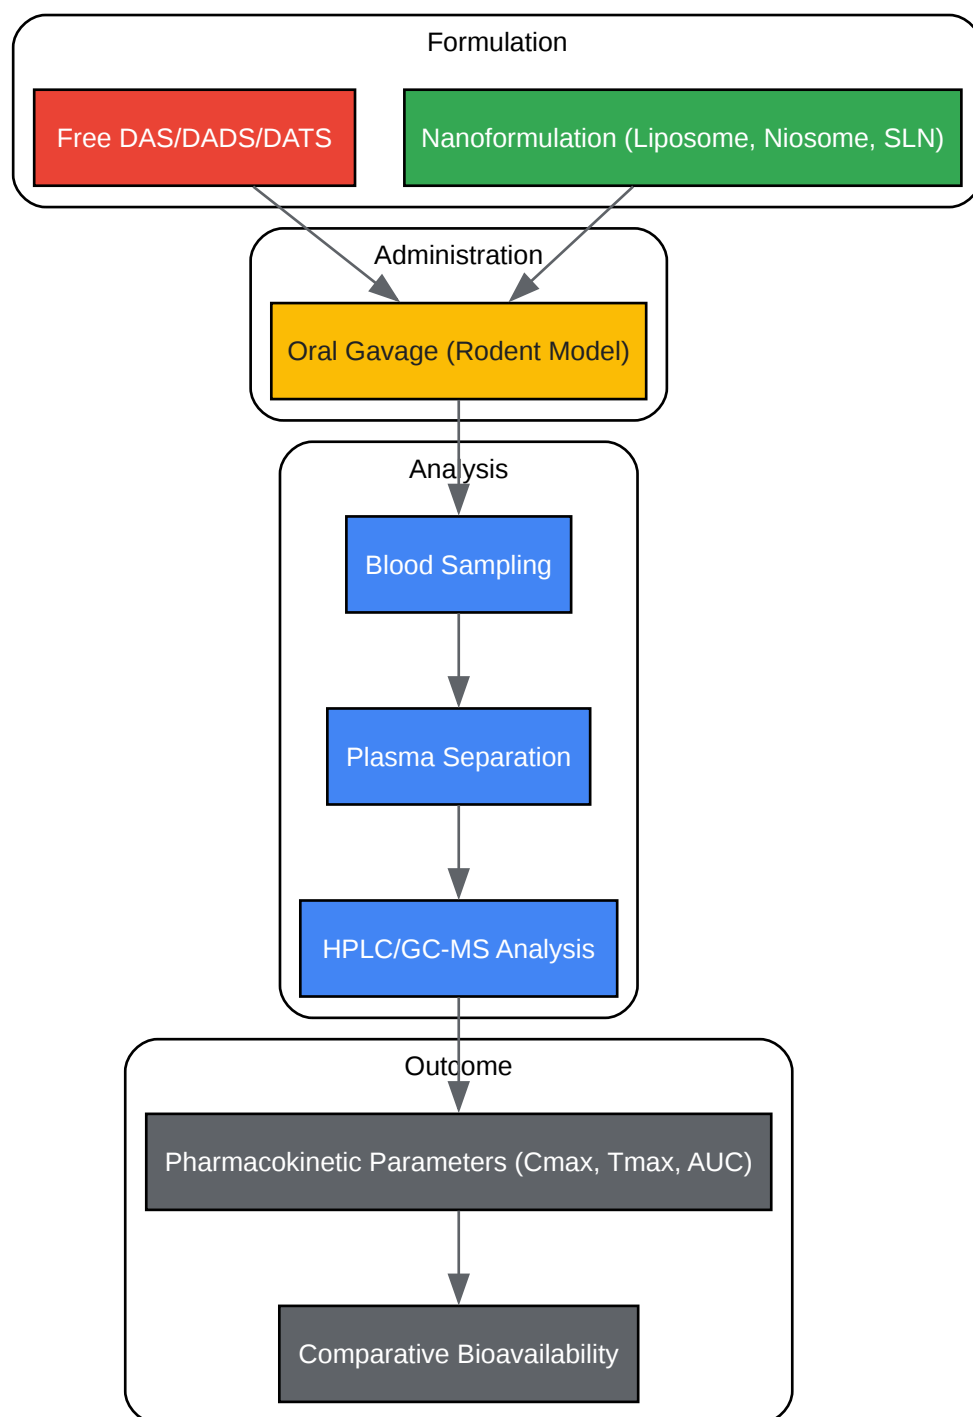 Formulation
Free DAS/DADS/DATS
Nanoformulation (Liposome, Niosome, SLN)
Administration
Oral Gavage (Rodent Model)
Analysis
Blood Sampling
Plasma Separation
HPLC/GC-MS Analysis
Outcome
Pharmacokinetic Parameters (Cmax, Tmax, AUC)
Comparative Bioavailability